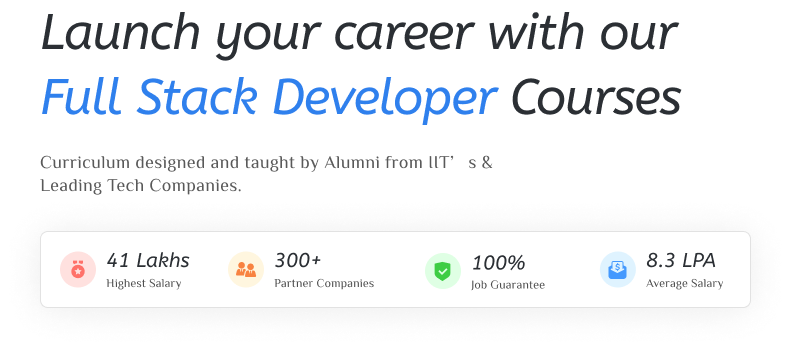 Launch your career with our
Full Stack Developer Courses
Curriculum designed and taught by Alumni from IIT’ s &
Leading Tech Companies.
41 Lakhs
Highest Salary
300+
Partner Companies
100%
Job Guarantee
8.3 LPA
Average Salary